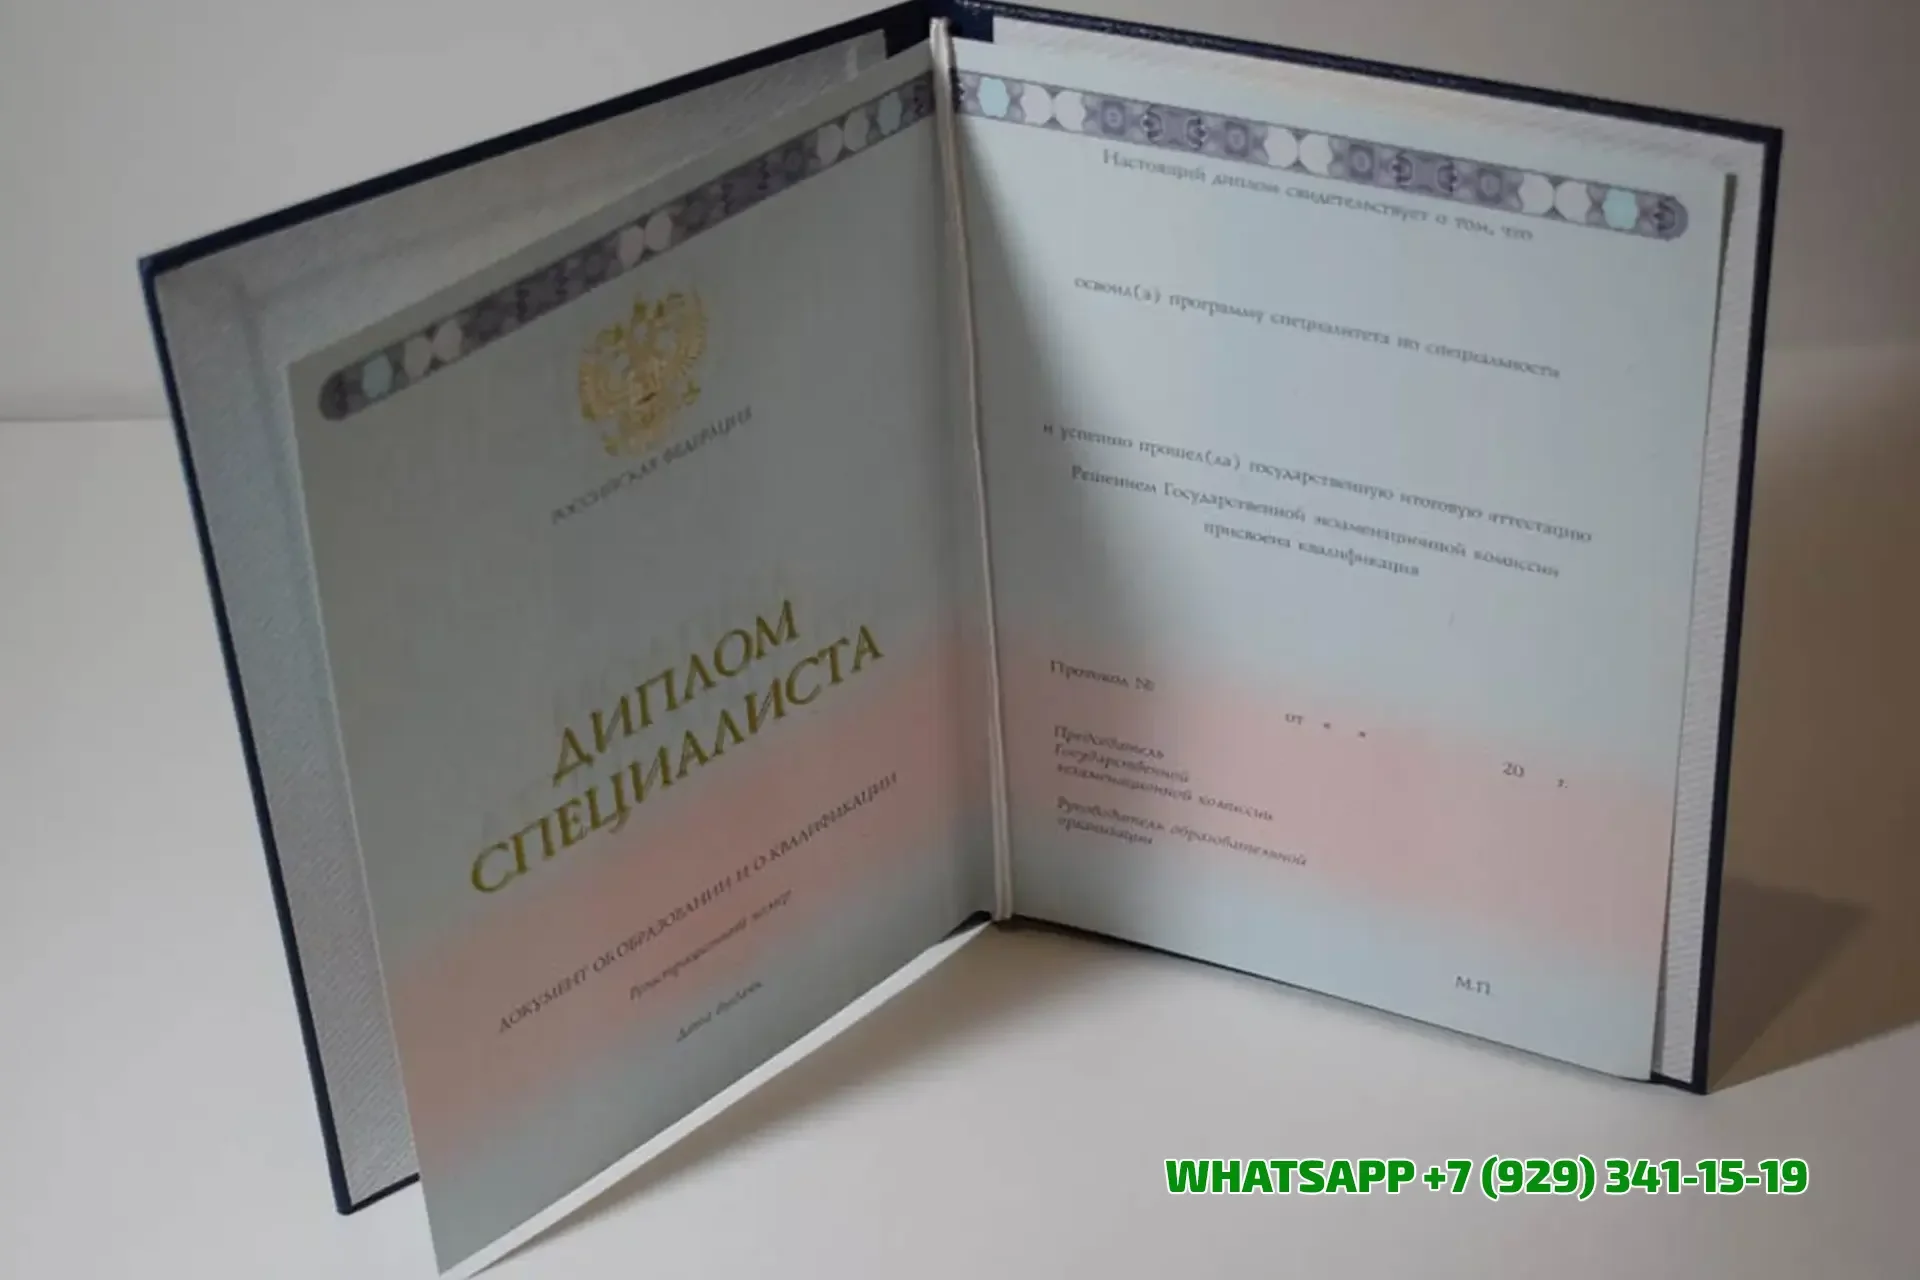 РОССИЙСКАЯ ФЕДЕРАЦИЯ
ДИПЛОМ
СПЕЦИАЛИСТА
ДОКУМЕНТ ОБ ОБРАЗОВАНИИ И О КВАЛИФИКАЦИИ
Регистрационный номер
Дата выдачи
Настоящий диплом свидетельствует о том, что
освоил(а) программу специалитета по специальности
и успешно прошел(ла) государственную итоговую аттестацию
Решением Государственной экзаменационной комиссии
присвоена квалификация
Протокол №
от « » 20 г.
Председатель
Государственной
экзаменационной комиссии
Руководитель образовательной
организации
М.П.
WHATSAPP +7 (929) 341-15-19